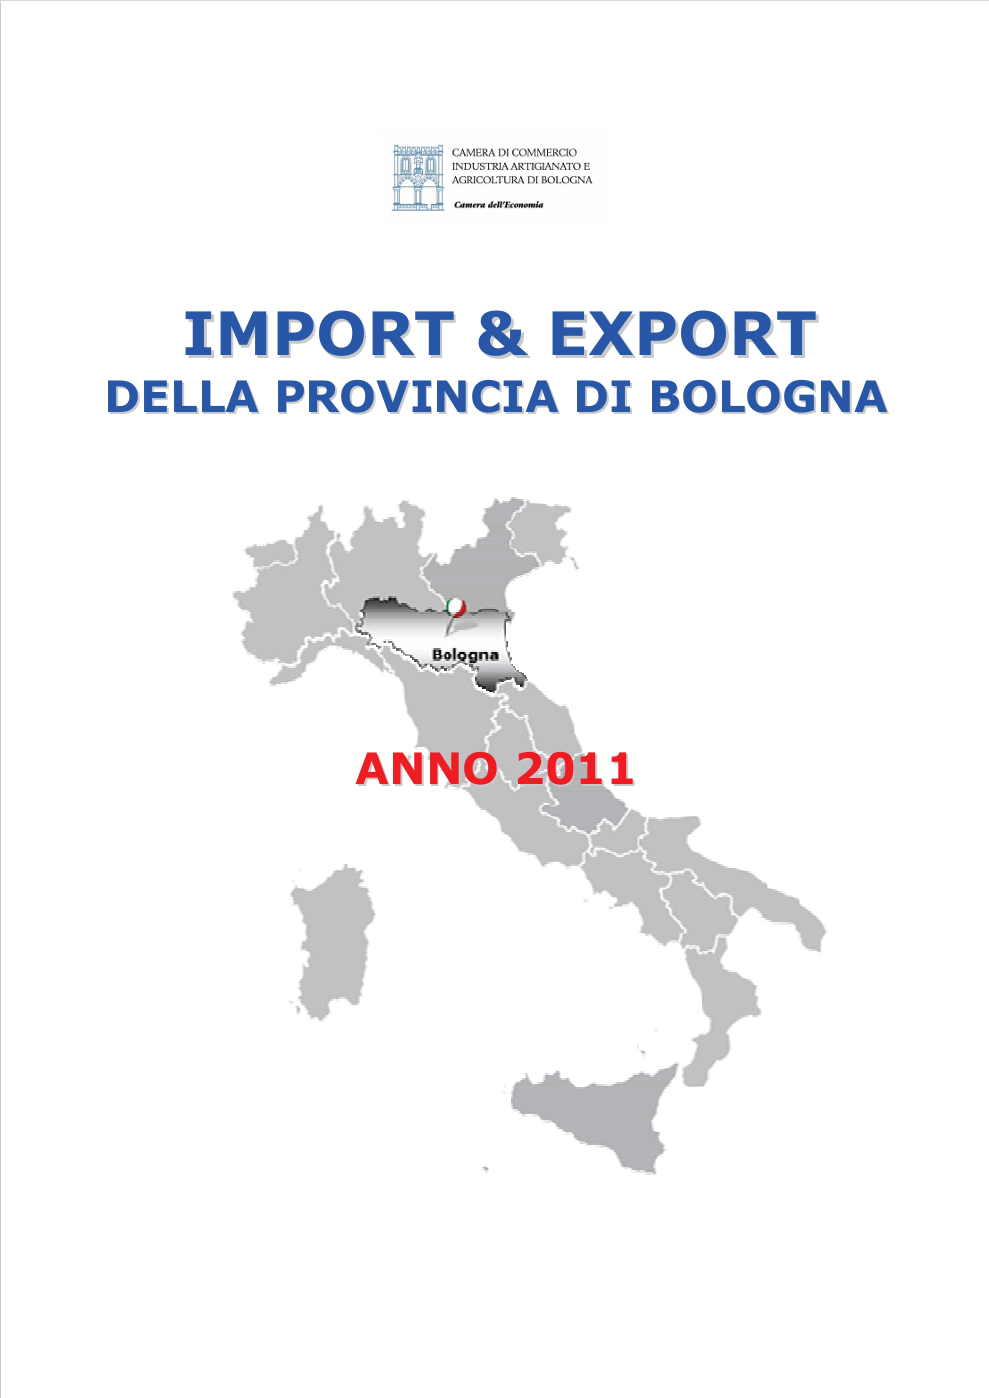 CAMERA DI COMMERCIO
INDUSTRIA ARTIGIANATO E
AGRICOLTURA DI BOLOGNA
Camera dell'Economia
IMPORT & EXPORT
DELLA PROVINCIA DI BOLOGNA
Bologna
ANNO 2011